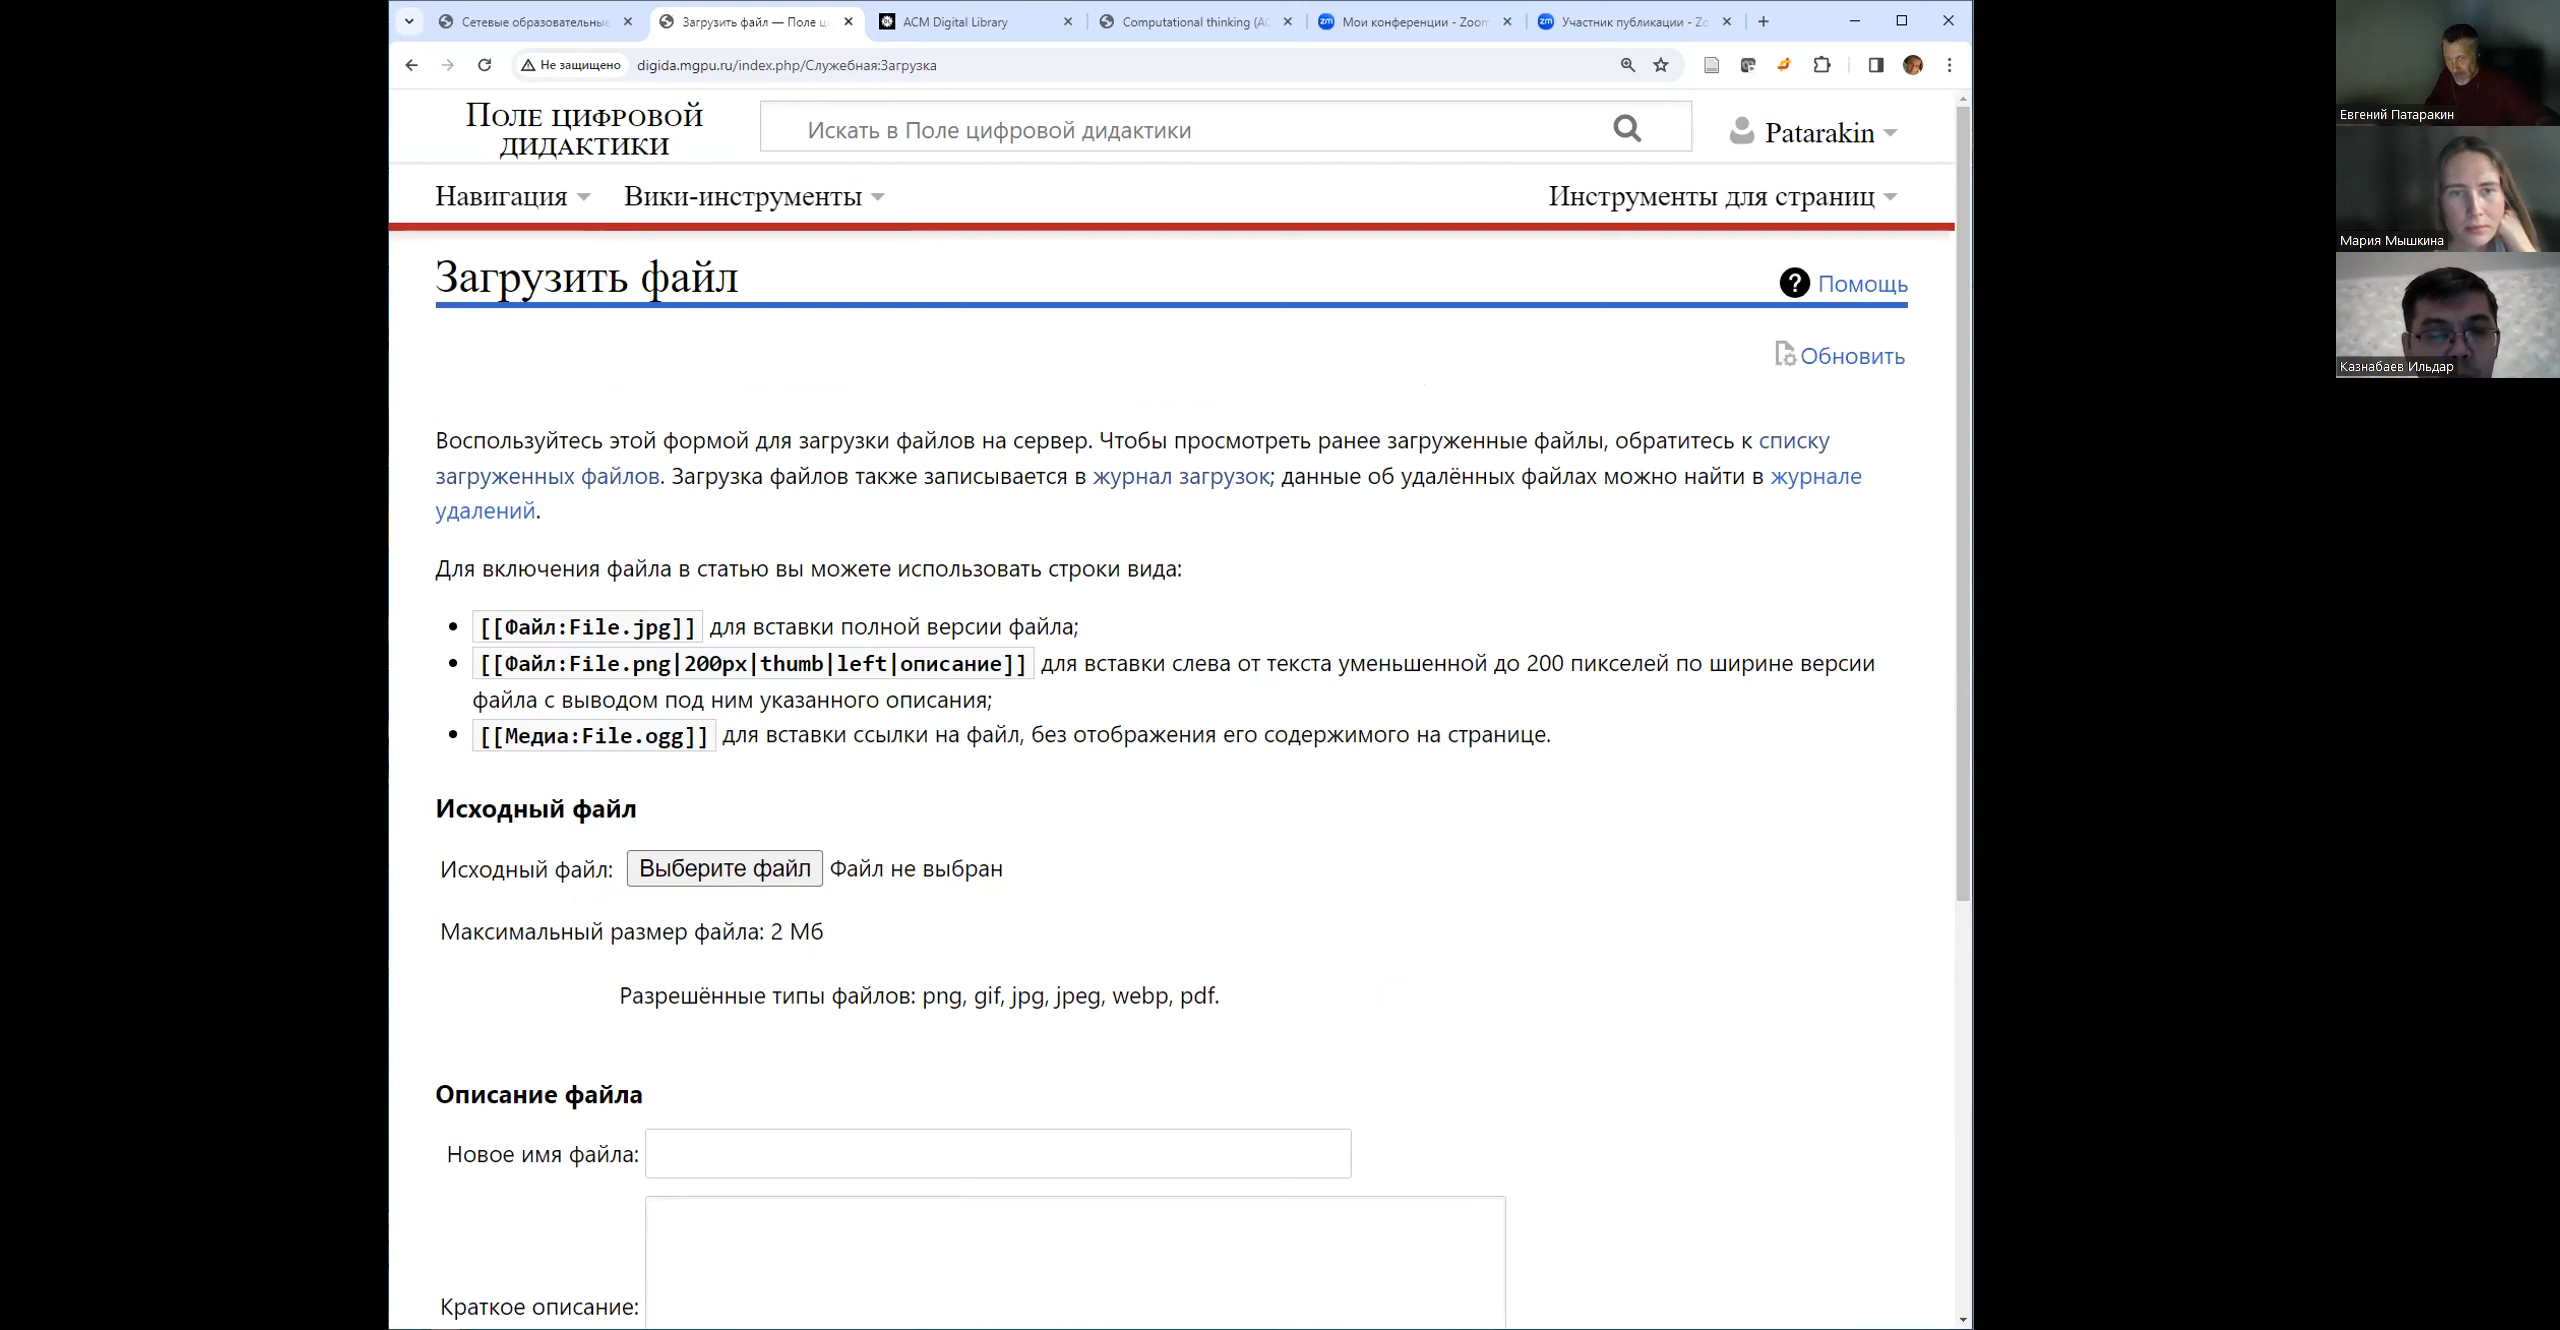 Сетевые образовательные
Загрузить файл — Поле ц
ACM Digital Library
Computational thinking (AC
Мои конференции - Zoom
Участник публикации - Zo
Не защищено
digida.mgpu.ru/index.php/Служебная:Загрузка
Поле цифровой
дидактики
Искать в Поле цифровой дидактики
Patarakin
Навигация
Вики-инструменты
Инструменты для страниц
Загрузить файл
Помощь
Обновить
Воспользуйтесь этой формой для загрузки файлов на сервер. Чтобы просмотреть ранее загруженные файлы, обратитесь к списку
загруженных файлов. Загрузка файлов также записывается в журнал загрузок; данные об удалённых файлах можно найти в журнале
удалений.
Для включения файла в статью вы можете использовать строки вида:
[[Файл:File.jpg]] для вставки полной версии файла;
[[Файл:File.png|200px|thumb|left|описание]] для вставки слева от текста уменьшенной до 200 пикселей по ширине версии
файла с выводом под ним указанного описания;
[[Медиа:File.ogg]] для вставки ссылки на файл, без отображения его содержимого на странице.
Исходный файл
Исходный файл: Выберите файл Файл не выбран
Максимальный размер файла: 2 Мб
Разрешённые типы файлов: png, gif, jpg, jpeg, webp, pdf.
Описание файла
Новое имя файла:
Краткое описание:
Евгений Патаракин
Мария Мышкина
Казнабаев Ильдар